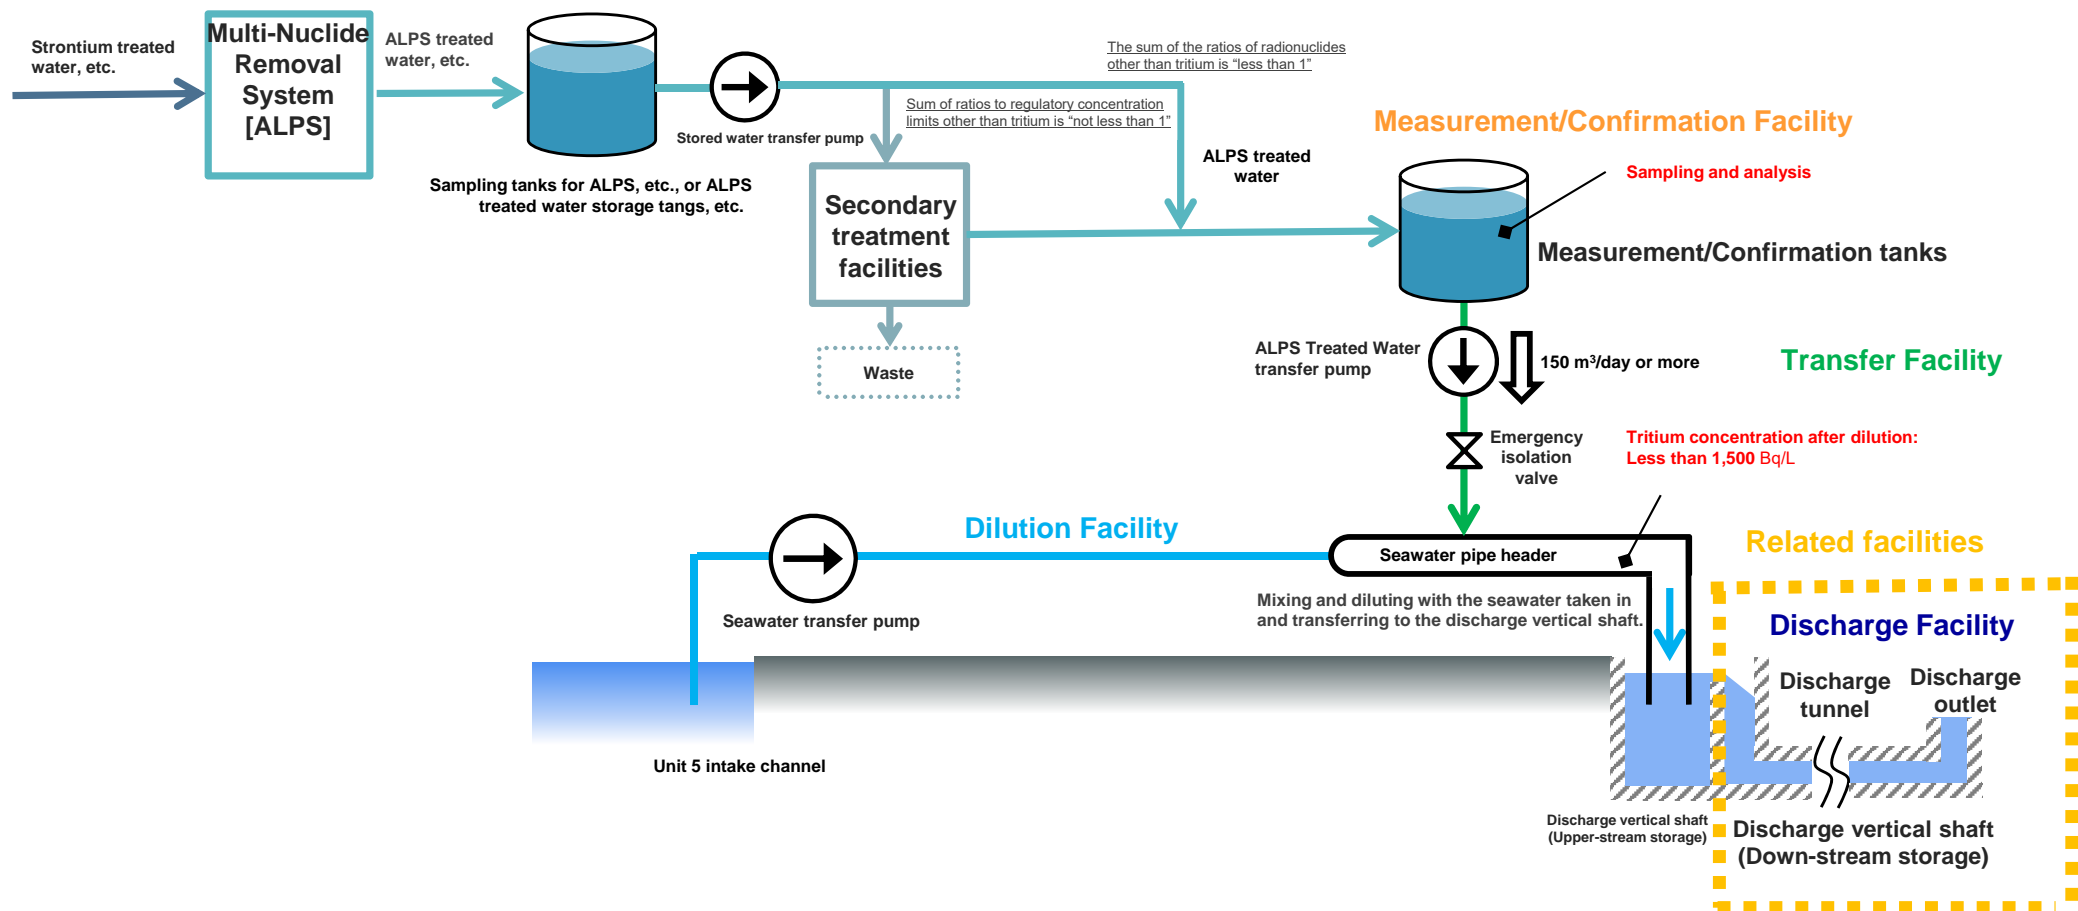 Strontium treated
water, etc.
Multi-Nuclide
Removal
System
[ALPS]
ALPS treated
water, etc.
Stored water transfer pump
Sampling tanks for ALPS, etc., or ALPS
treated water storage tangs, etc.
The sum of the ratios of radionuclides
other than tritium is “less than 1”
Sum of ratios to regulatory concentration
limits other than tritium is “not less than 1”
Secondary
treatment
facilities
Waste
ALPS treated
water
Measurement/Confirmation Facility
Sampling and analysis
Measurement/Confirmation tanks
ALPS Treated Water
transfer pump
150 m³/day or more
Transfer Facility
Emergency
isolation
valve
Tritium concentration after dilution:
Less than 1,500 Bq/L
Dilution Facility
Seawater transfer pump
Seawater pipe header
Mixing and diluting with the seawater taken in
and transferring to the discharge vertical shaft.
Unit 5 intake channel
Related facilities
Discharge Facility
Discharge
tunnel
Discharge
outlet
Discharge vertical shaft
(Upper-stream storage)
Discharge vertical shaft
(Down-stream storage)